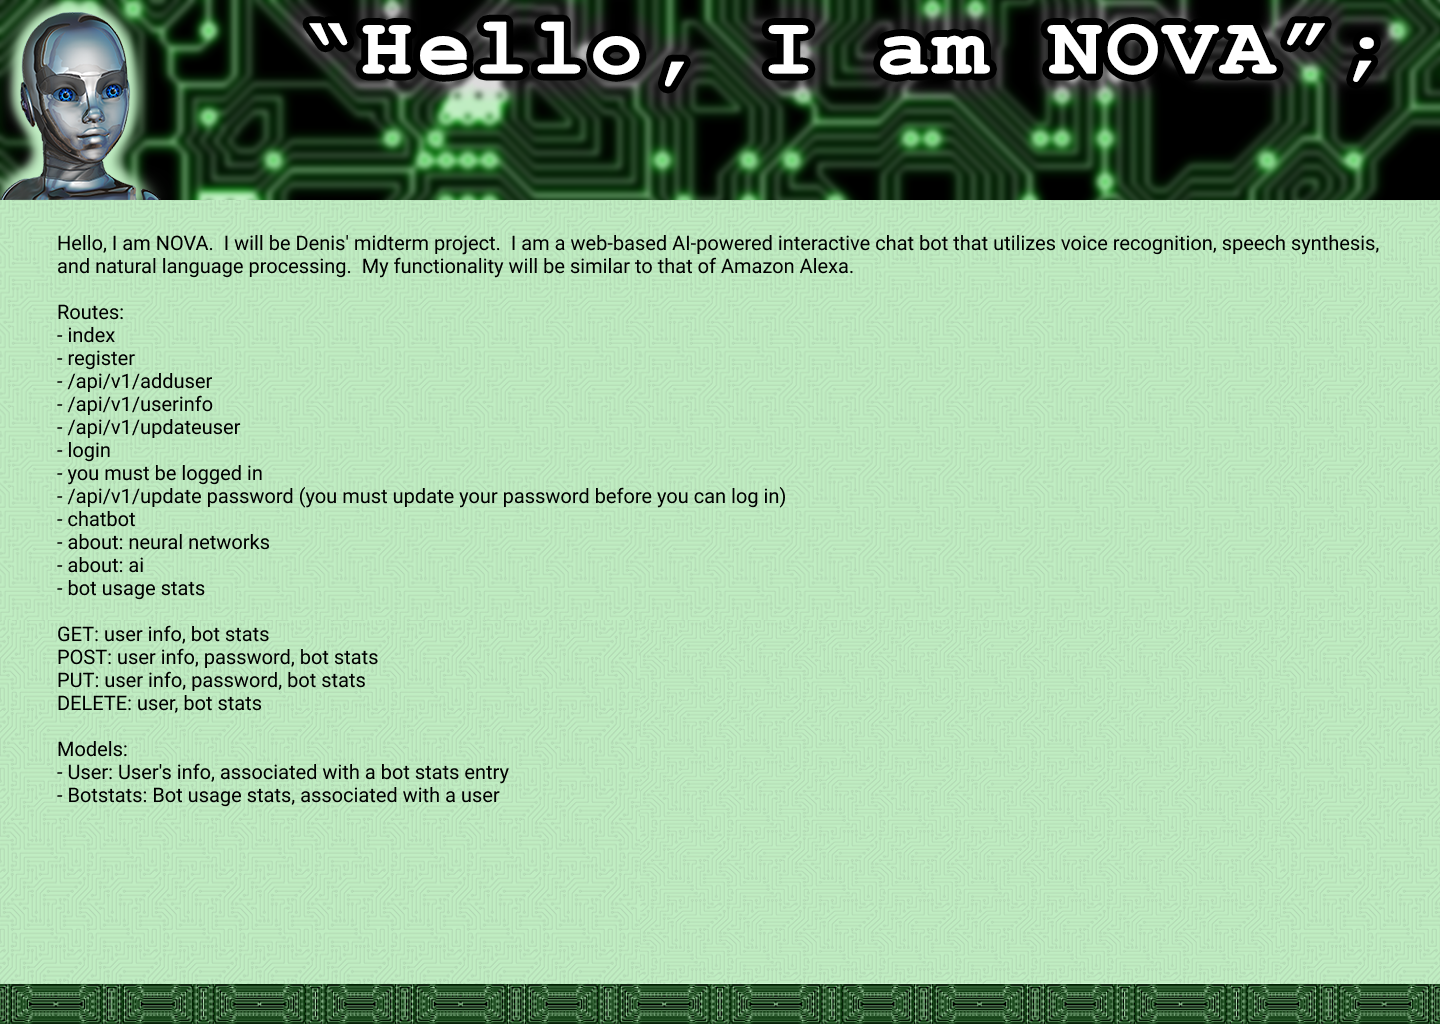 “Hello, I am NOVA”;
Hello, I am NOVA.  I will be Denis' midterm project.  I am a web-based AI-powered interactive chat bot that utilizes voice recognition, speech synthesis,
and natural language processing.  My functionality will be similar to that of Amazon Alexa.
Routes:
- index
- register
- /api/v1/adduser
- /api/v1/userinfo
- /api/v1/updateuser
- login
- you must be logged in
- /api/v1/update password (you must update your password before you can log in)
- chatbot
- about: neural networks
- about: ai
- bot usage stats
GET: user info, bot stats
POST: user info, password, bot stats
PUT: user info, password, bot stats
DELETE: user, bot stats
Models:
- User: User's info, associated with a bot stats entry
- Botstats: Bot usage stats, associated with a user